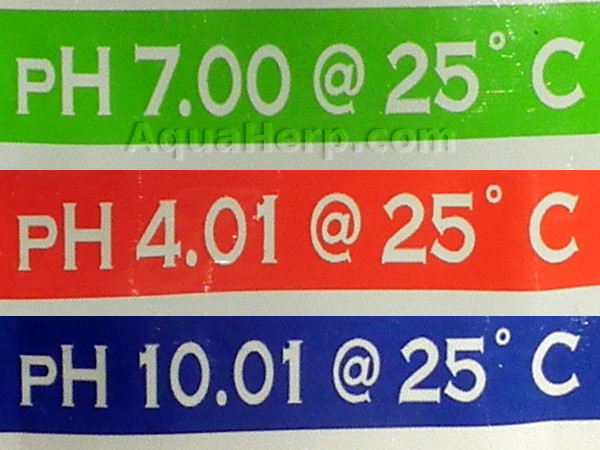 pH 7.00 @ 25° C
AquaHerp.com
pH 4.01 @ 25° C
pH 10.01 @ 25° C